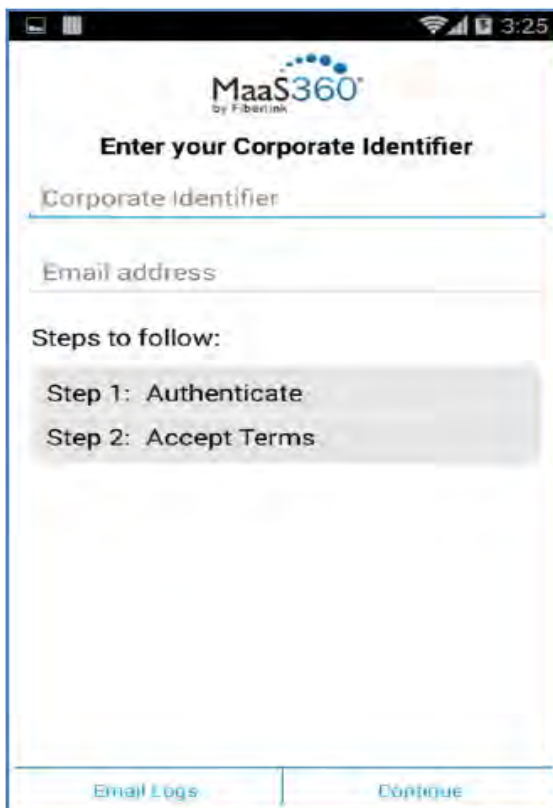 3:25
MaaS360
by Fiberlink
Enter your Corporate Identifier
Corporate Identifier
Email address
Steps to follow:
Step 1: Authenticate
Step 2: Accept Terms
Email Logs
Continue